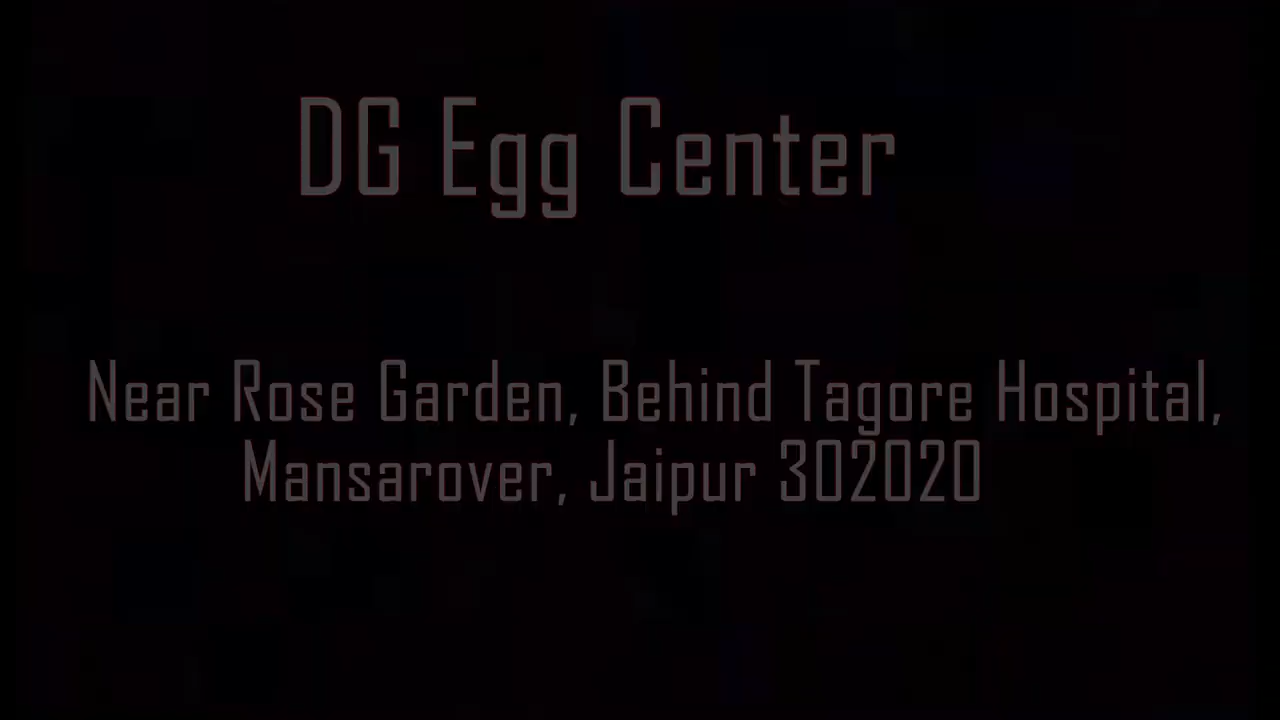 DG Egg Center
Near Rose Garden, Behind Tagore Hospital,
Mansarover, Jaipur 302020